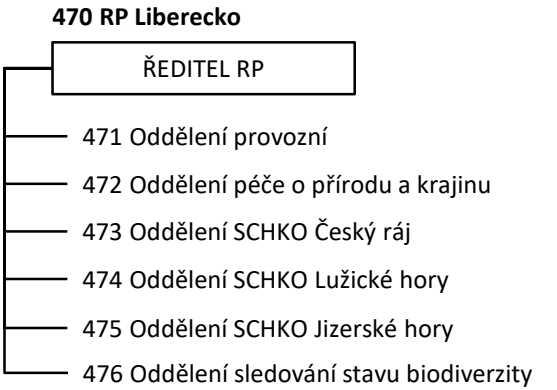 470 RP Liberecko
ŘEDITEL RP
471 Oddělení provozní
472 Oddělení péče o přírodu a krajinu
473 Oddělení SCHKO Český ráj
474 Oddělení SCHKO Lužické hory
475 Oddělení SCHKO Jizerské hory
476 Oddělení sledování stavu biodiverzity